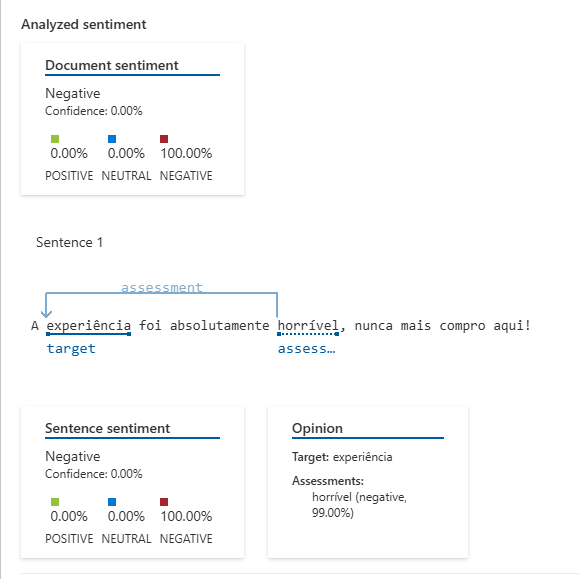 Analyzed sentiment
Document sentiment
Negative
Confidence: 0.00%
0.00% 0.00% 100.00%
POSITIVE NEUTRAL NEGATIVE
Sentence 1
assessment
A experiência foi absolutamente horrível, nunca mais compro aqui!
target assess…
Sentence sentiment
Negative
Confidence: 0.00%
0.00% 0.00% 100.00%
POSITIVE NEUTRAL NEGATIVE
Opinion
Target: experiência
Assessments:
horrível (negative,
99.00%)